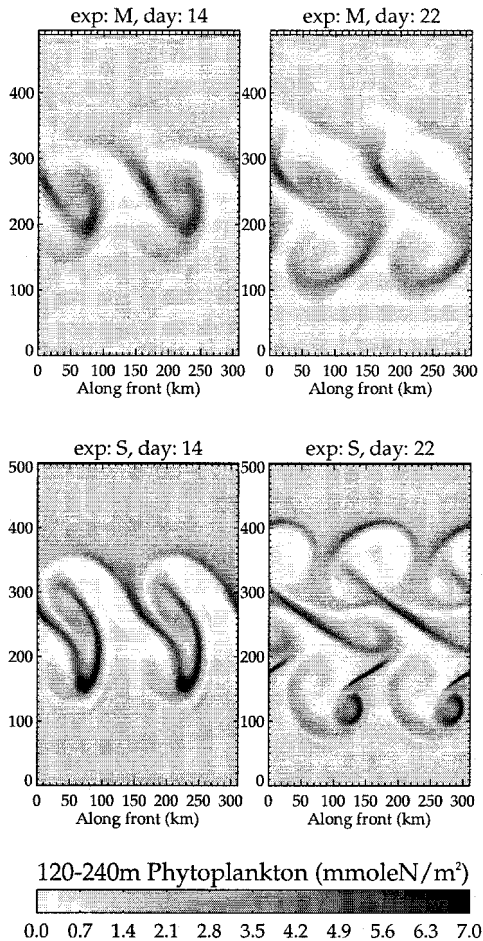 exp: M, day: 14
exp: M, day: 22
400
300
200
100
0
0 50 100 150 200 250 300
Along front (km)
0 50 100 150 200 250 300
Along front (km)
400
300
200
100
0
exp: S, day: 14
exp: S, day: 22
500
400
300
200
100
0
0 50 100 150 200 250 300
Along front (km)
500
400
300
200
100
0
0 50 100 150 200 250 300
Along front (km)
120-240m Phytoplankton (mmoleN/m²)
0.0 0.7 1.4 2.1 2.8 3.5 4.2 4.9 5.6 6.3 7.0